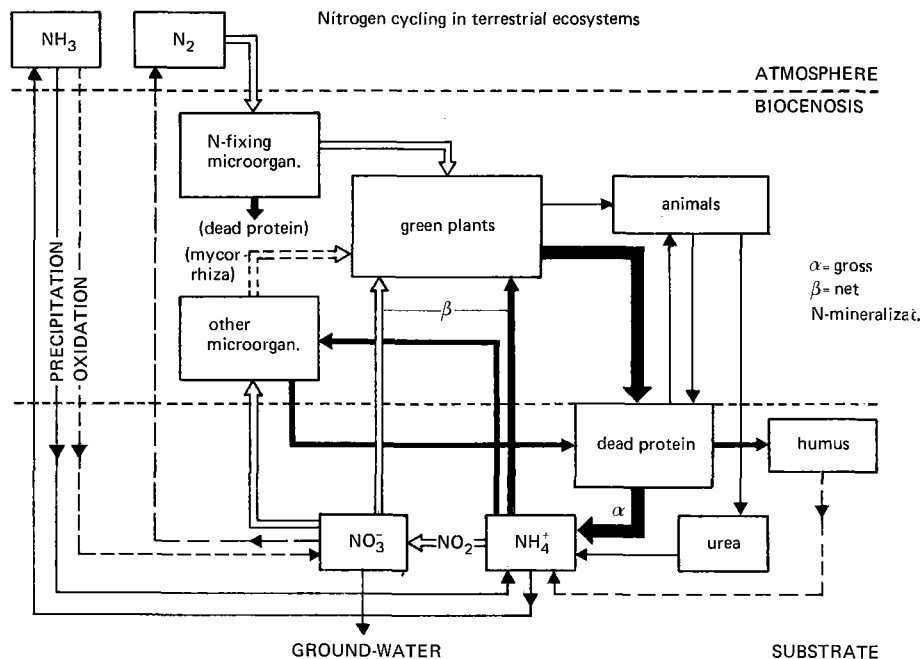 Nitrogen cycling in terrestrial ecosystems
NH3
N2
ATMOSPHERE
BIOCENOSIS
N-fixing
microorgan.
(dead protein)
(mycor
rhiza)
green plants
animals
α= gross
β= net
N-mineralizat.
PRECIPITATION
OXIDATION
other
microorgan.
β
dead protein
humus
α
NO3-
NO2
NH4+
urea
GROUND-WATER
SUBSTRATE